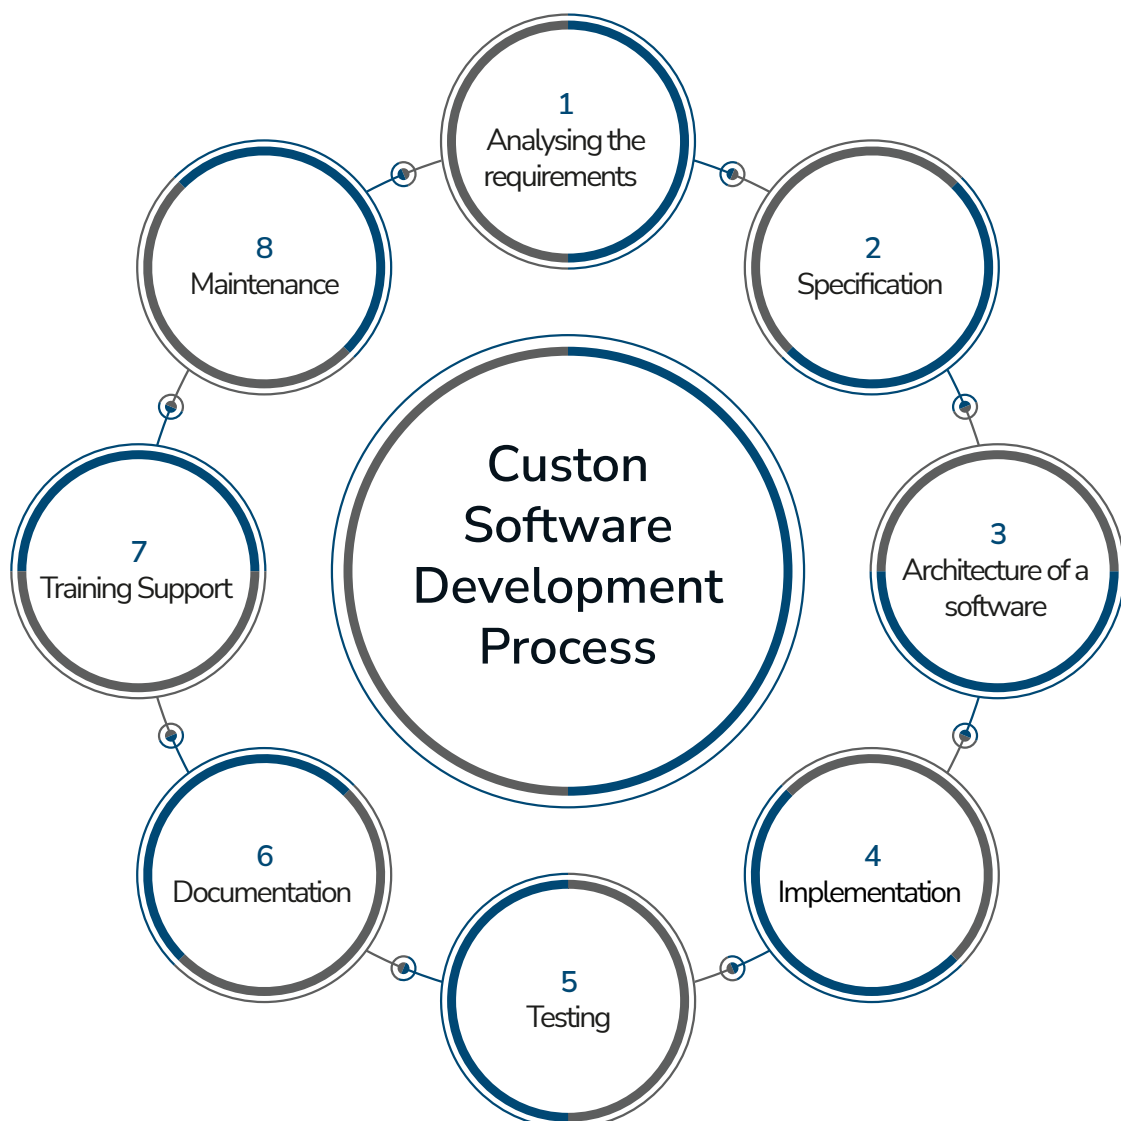 1
Analysing the
requirements
8
Maintenance
2
Specification
Custon
Software
Development
Process
7
Training Support
3
Architecture of a
software
6
Documentation
4
Implementation
5
Testing